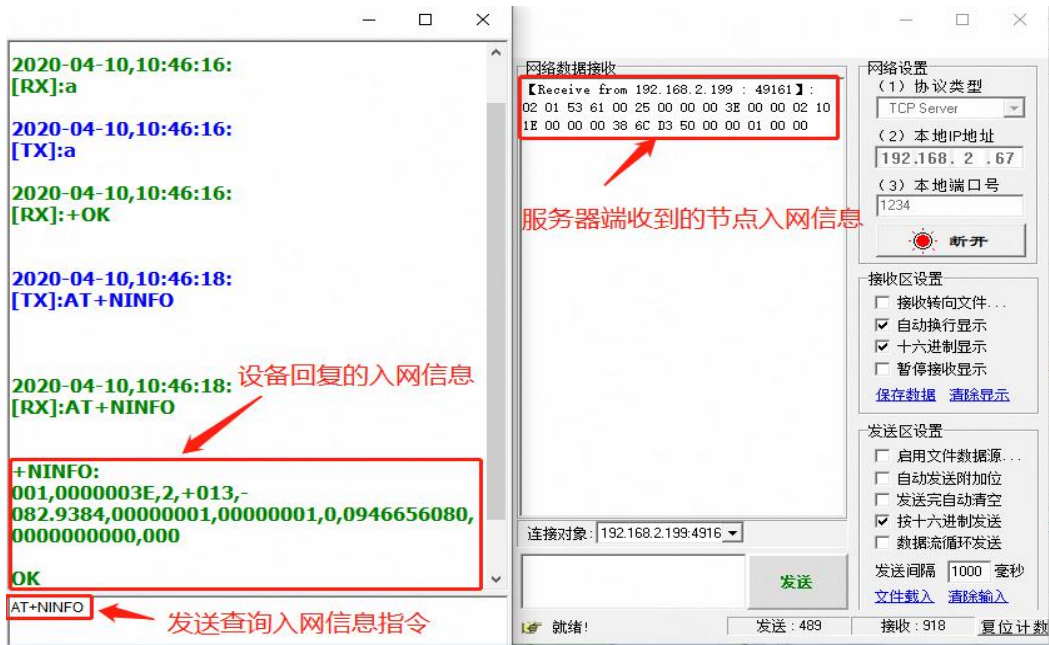 2020-04-10,10:46:16:
[RX]:a
2020-04-10,10:46:16:
[TX]:a
2020-04-10,10:46:16:
[RX]:+OK
2020-04-10,10:46:18:
[TX]:AT+NINFO
设备回复的入网信息
2020-04-10,10:46:18:
[RX]:AT+NINFO
+NINFO:
001,0000003E,2,+013,-
082.9384,00000001,00000001,0,0946656080,
0000000000,000
OK
AT+NINFO
发送查询入网信息指令
网络数据接收
【Receive from 192.168.2.199 : 49161】:
02 01 53 61 00 25 00 00 00 3E 00 00 02 10
1E 00 00 00 38 6C D3 50 00 00 01 00 00
服务器端收到的节点入网信息
连接对象: 192.168.2.199:4916
发送
就绪!
发送 : 489
接收 : 918
复位计数
网络设置
(1) 协议类型
TCP Server
(2) 本地IP地址
192.168. 2 .67
(3) 本地端口号
1234
断开
接收区设置
接收转向文件...
自动换行显示
十六进制显示
暂停接收显示
保存数据 清除显示
发送区设置
启用文件数据源...
自动发送附加位
发送完自动清空
按十六进制发送
数据流循环发送
发送间隔 1000 毫秒
文件载入 清除输入